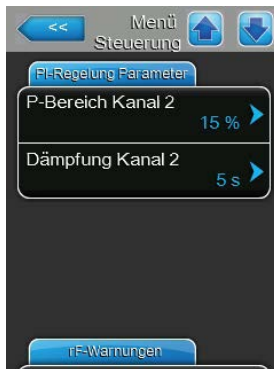 <<
Menü
Steuerung
PI-Regelung Parameter
P-Bereich Kanal 2
15 %
Dämpfung Kanal 2
5 s
rF-Warnungen